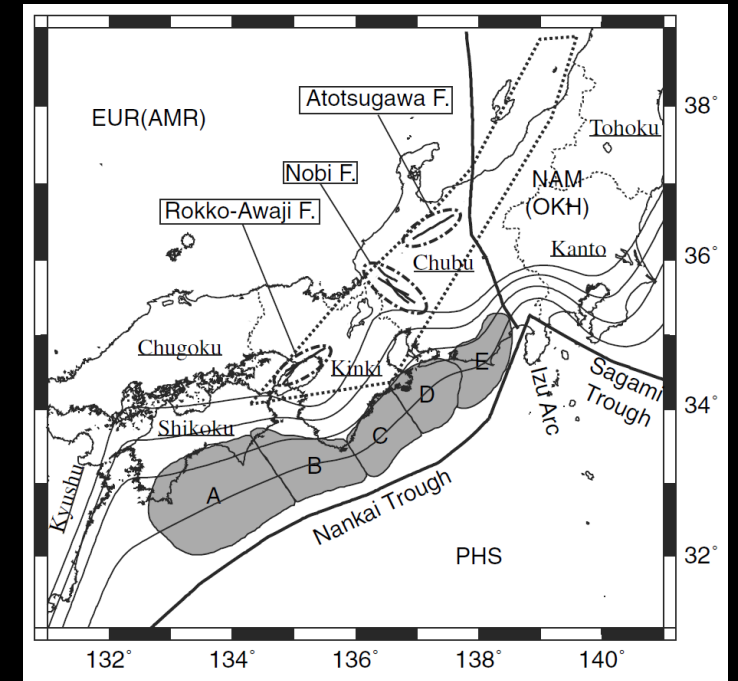 EUR(AMR)
Atotsugawa F.
Nobi F.
Rokko-Awaji F.
Tohoku
NAM
(OKH)
Kanto
Chubu
Chugoku
Kinki
Shikoku
Kyushu
A
B
C
D
E
Izu Arc
Sagami
Trough
Nankai Trough
PHS
38°
36°
34°
32°
132°
134°
136°
138°
140°